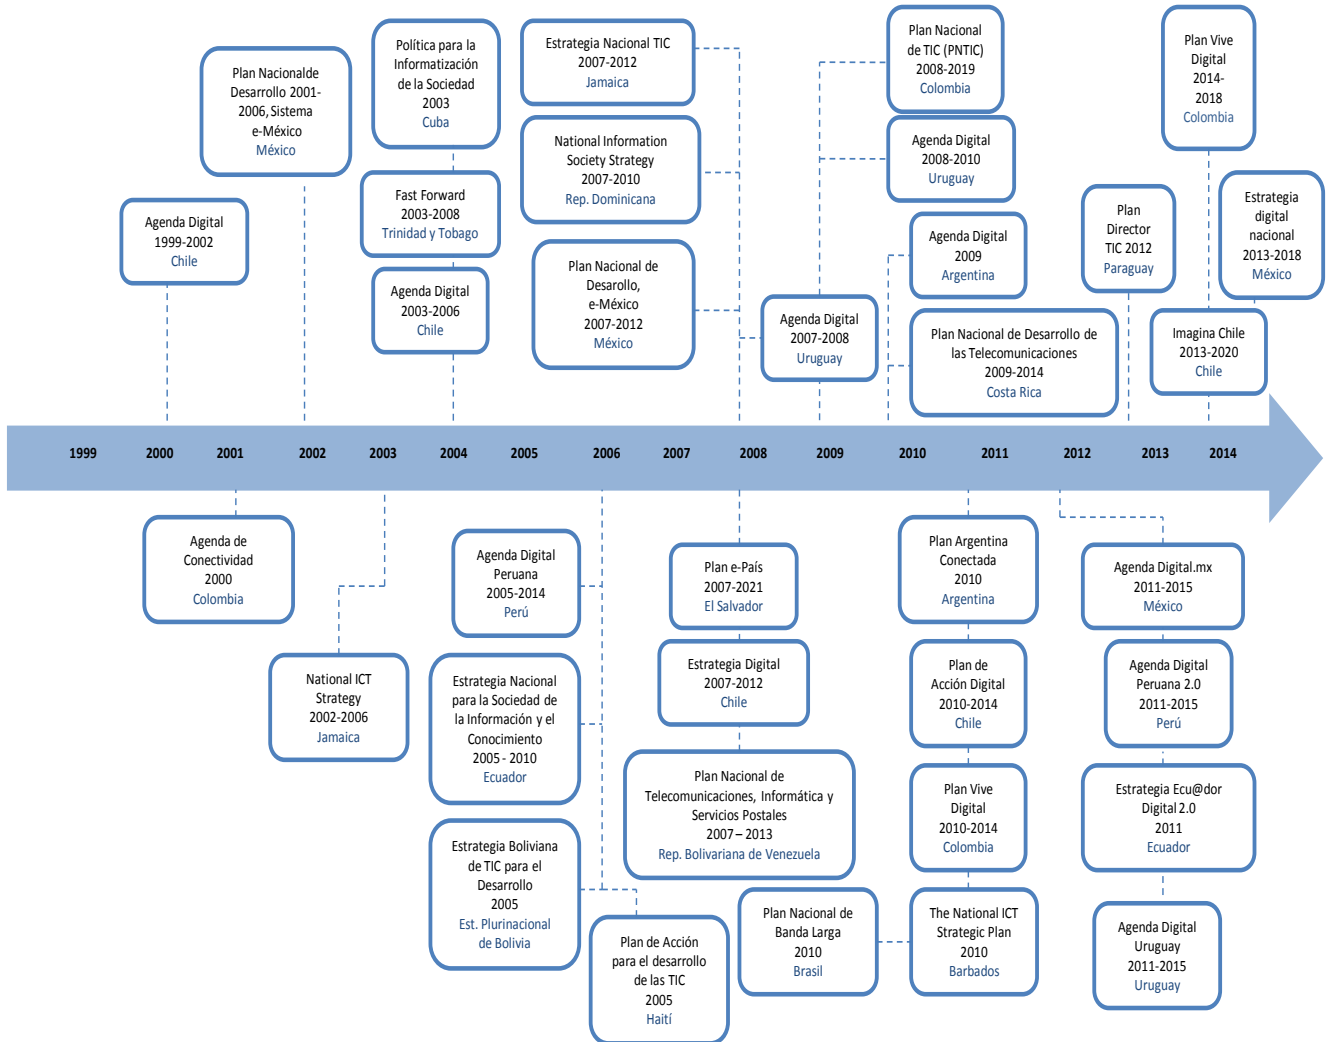 Agenda Digital
1999-2002
Chile
Plan Nacionalde
Desarrollo 2001-
2006, Sistema
e-México
México
Política para la
Informatización
de la Sociedad
2003
Cuba
Fast Forward
2003-2008
Trinidad y Tobago
Agenda Digital
2003-2006
Chile
Estrategia Nacional TIC
2007-2012
Jamaica
National Information
Society Strategy
2007-2010
Rep. Dominicana
Plan Nacional de
Desarollo,
e-México
2007-2012
México
Agenda Digital
2007-2008
Uruguay
Plan Nacional
de TIC (PNTIC)
2008-2019
Colombia
Agenda Digital
2008-2010
Uruguay
Agenda Digital
2009
Argentina
Plan Nacional de Desarrollo de
las Telecomunicaciones
2009-2014
Costa Rica
Plan
Director
TIC 2012
Paraguay
Plan Vive
Digital
2014-
2018
Colombia
Estrategia
digital
nacional
2013-2018
México
Imagina Chile
2013-2020
Chile
1999 2000 2001 2002 2003 2004 2005 2006 2007 2008 2009 2010 2011 2012 2013 2014
Agenda de
Conectividad
2000
Colombia
National ICT
Strategy
2002-2006
Jamaica
Agenda Digital
Peruana
2005-2014
Perú
Estrategia Nacional
para la Sociedad de
la Información y el
Conocimiento
2005 - 2010
Ecuador
Estrategia Boliviana
de TIC para el
Desarrollo
2005
Est. Plurinacional
de Bolivia
Plan de Acción
para el desarrollo
de las TIC
2005
Haití
Plan e-País
2007-2021
El Salvador
Estrategia Digital
2007-2012
Chile
Plan Nacional de
Telecomunicaciones, Informática y
Servicios Postales
2007 – 2013
Rep. Bolivariana de Venezuela
Plan Nacional de
Banda Larga
2010
Brasil
Plan Argentina
Conectada
2010
Argentina
Plan de
Acción Digital
2010-2014
Chile
Plan Vive
Digital
2010-2014
Colombia
The National ICT
Strategic Plan
2010
Barbados
Agenda Digital.mx
2011-2015
México
Agenda Digital
Peruana 2.0
2011-2015
Perú
Estrategia Ecu@dor
Digital 2.0
2011
Ecuador
Agenda Digital
Uruguay
2011-2015
Uruguay